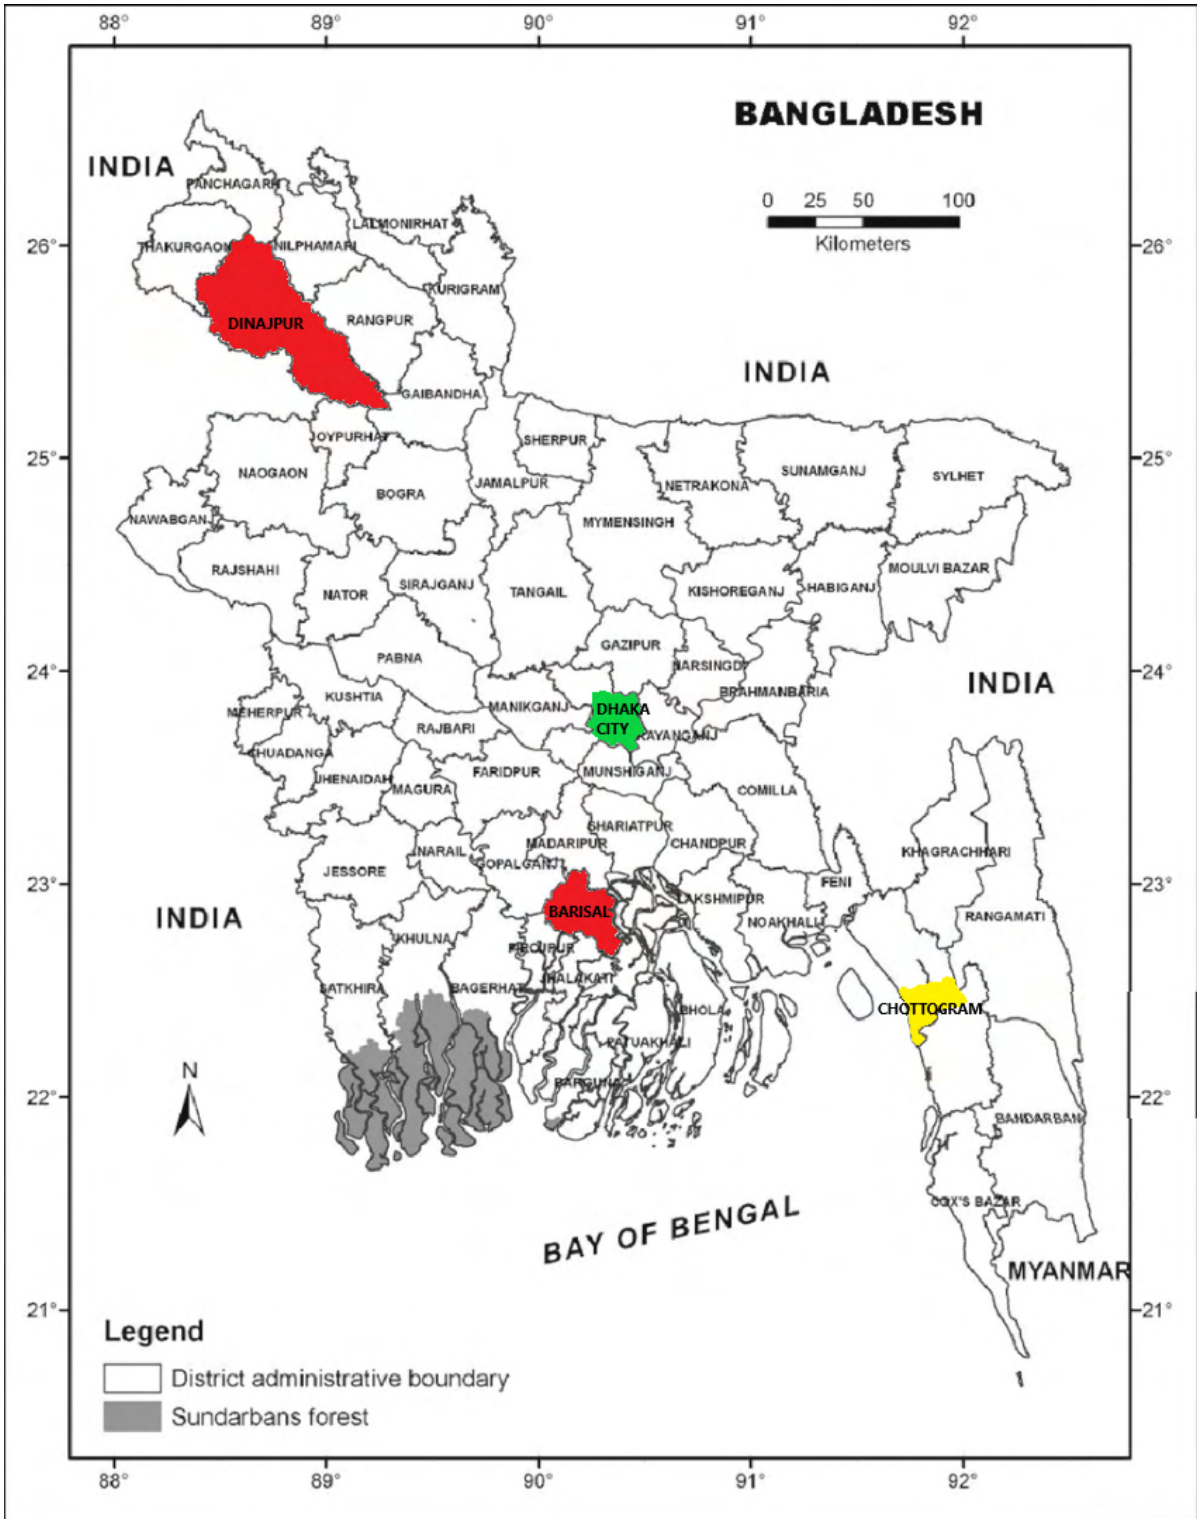 88° 89° 90° 91° 92°
BANGLADESH
INDIA
PANCHAGARH
0 25 50 100
Kilometers
LALMONIRHAT
26° THAKURGAON NILPHAMARI 26°
KURIGRAM
DINAJPUR RANGPUR
INDIA
GAIBANDHA
JOYPURHAT SHERPUR
25° 25°
NAOGAON SUNAMGANJ SYLHET
BOGRA JAMALPUR NETRAKONA
NAWABGANJ MYMENSINGH
RAJSHAHI MOULVI BAZAR
NATOR SIRAJGANJ TANGAIL KISHOREGANJ HABIGANJ
GAZIPUR
PABNA NARSINGD
24° 24°
INDIA
KUSHTIA BRAHMANBARIA
MEHERPUR MANIKGANJ DHAKA
CITY
RAJBARI RAYANGANJ
CHUADANGA
JHENAIDAH FARIDPUR MUNSHIGANJ
MAGURA COMILLA
SHARIATPUR
MADARIPUR CHANDPUR
NARAIL KHAGRACHHARI
JESSORE GOPALGANJ
23° FENI 23°
LAKSHMIPUR
INDIA BARISAL NOAKHALI RANGAMATI
KHULNA
PIROJPUR
JHALAKATI
SATKHIRA BAGERHAT
BHOLA CHOTTOGRAM
PATUAKHALI
N
BARGUNA
22° 22°
BANDARBAN
COX'S BAZAR
BAY OF BENGAL
MYANMAR
21° 21°
Legend
District administrative boundary
Sundarbans forest
88° 89° 90° 91° 92°